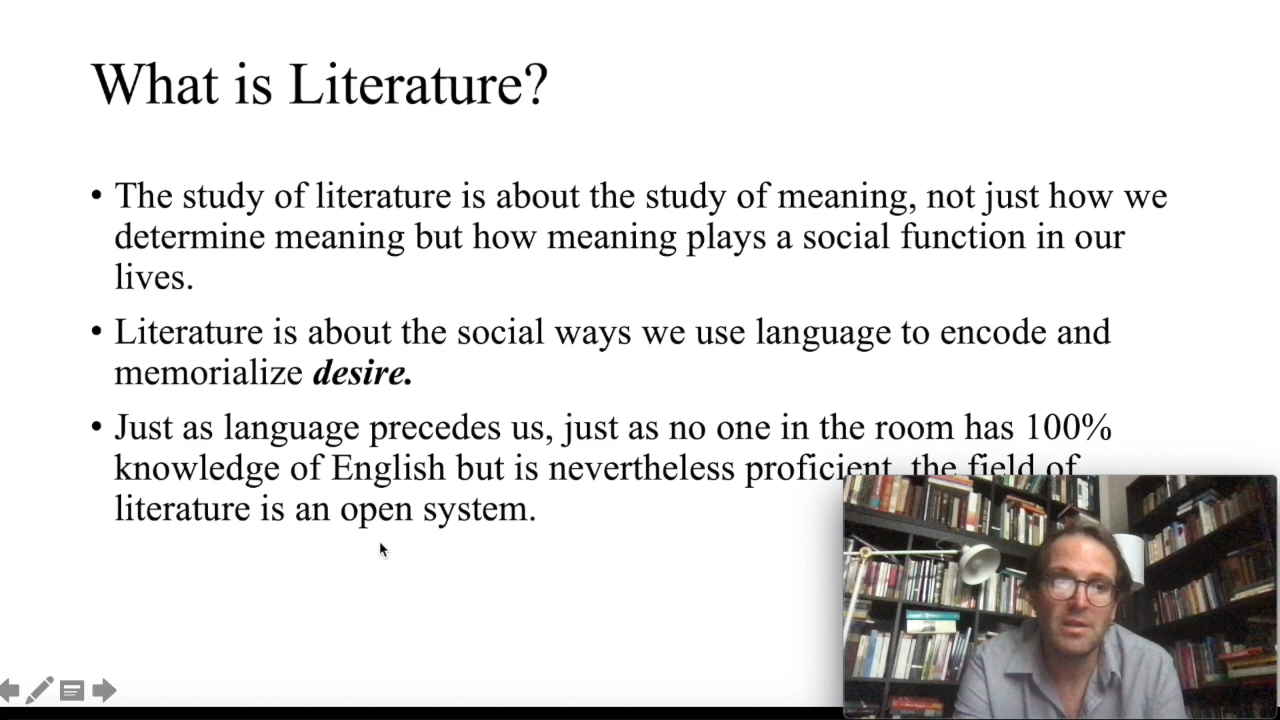 What is Literature?
• The study of literature is about the study of meaning, not just how we
determine meaning but how meaning plays a social function in our
lives.
• Literature is about the social ways we use language to encode and
memorialize desire.
• Just as language precedes us, just as no one in the room has 100%
knowledge of English but is nevertheless proficient, the field of
literature is an open system.